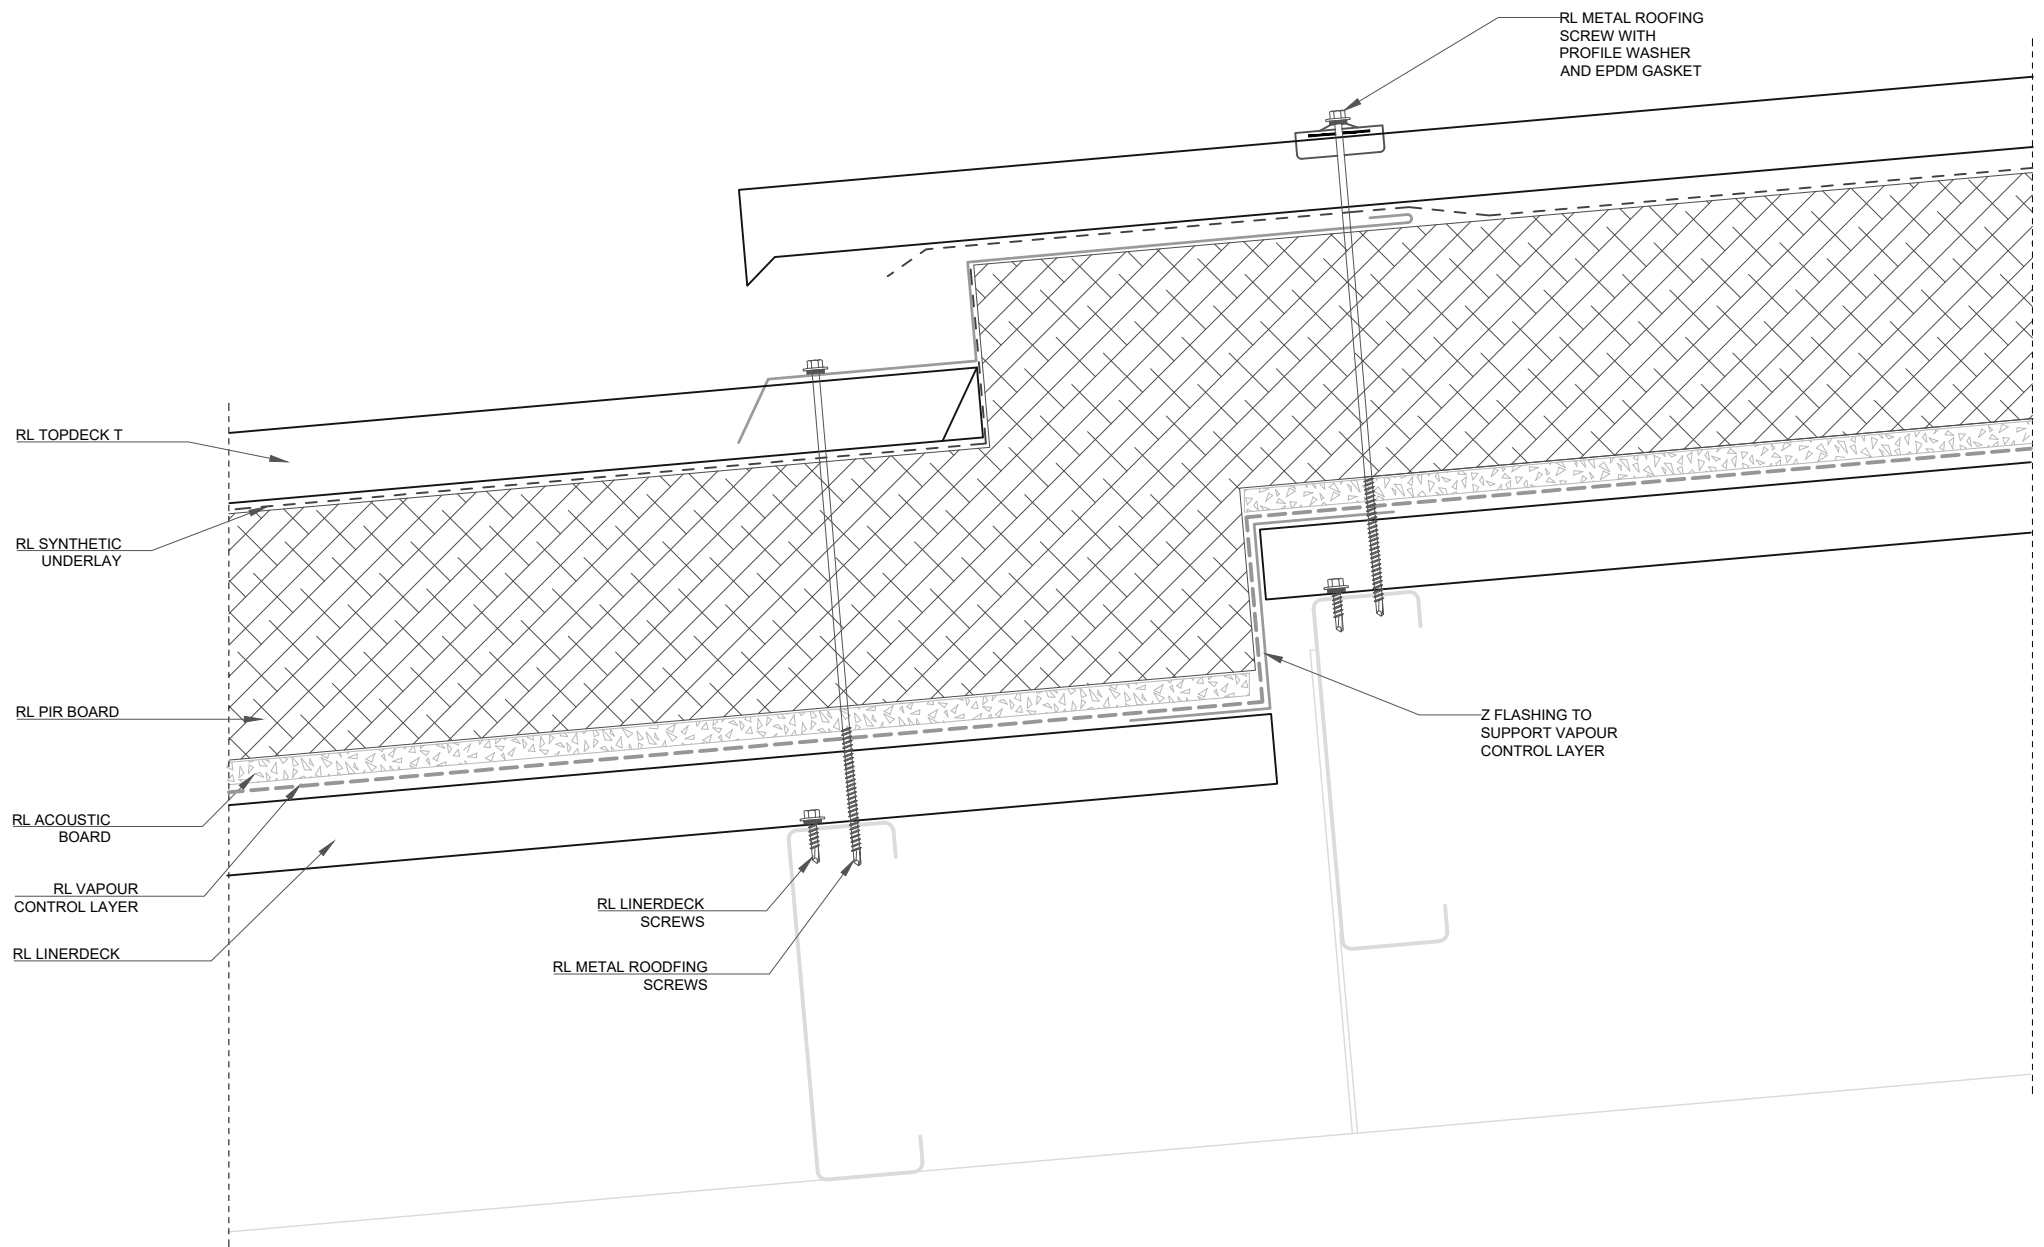 RL METAL ROOFING
SCREW WITH
PROFILE WASHER
AND EPDM GASKET
RL TOPDECK T
RL SYNTHETIC
UNDERLAY
RL PIR BOARD
Z FLASHING TO
SUPPORT VAPOUR
CONTROL LAYER
RL ACOUSTIC
BOARD
RL VAPOUR
CONTROL LAYER
RL LINERDECK
SCREWS
RL LINERDECK
RL METAL ROODFING
SCREWS